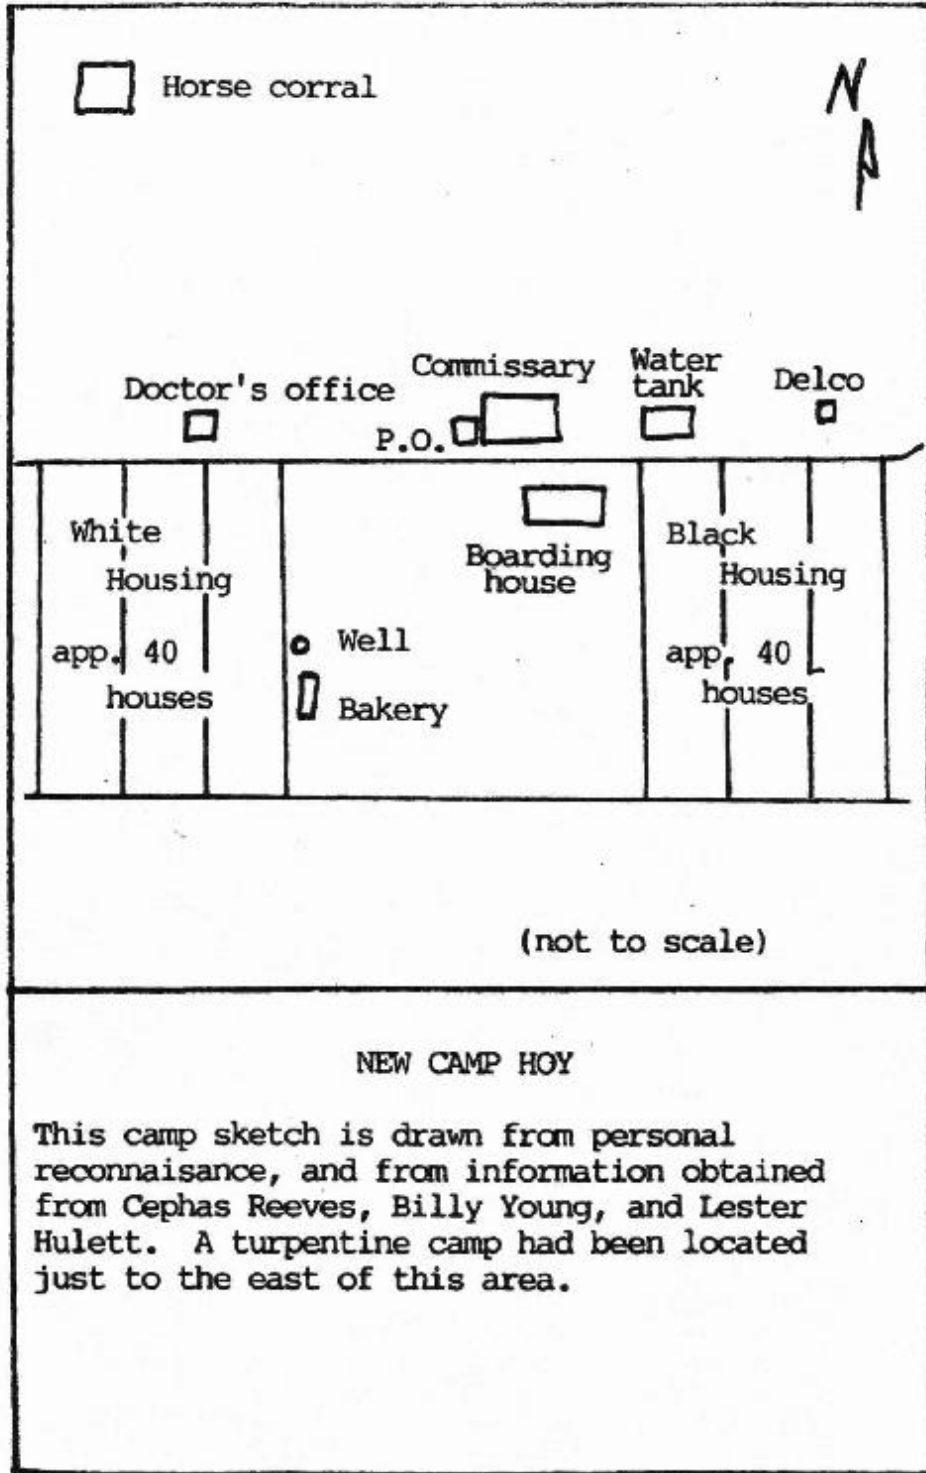 Horse corral
N
Commissary
Water
tank
Delco
Doctor's office
P.O.
White
Housing
app. 40
houses
Boarding
house
Black
Housing
app. 40
houses
Well
Bakery
(not to scale)
NEW CAMP HOY
This camp sketch is drawn from personal
reconnaisance, and from information obtained
from Cephas Reeves, Billy Young, and Lester
Hulett. A turpentine camp had been located
just to the east of this area.